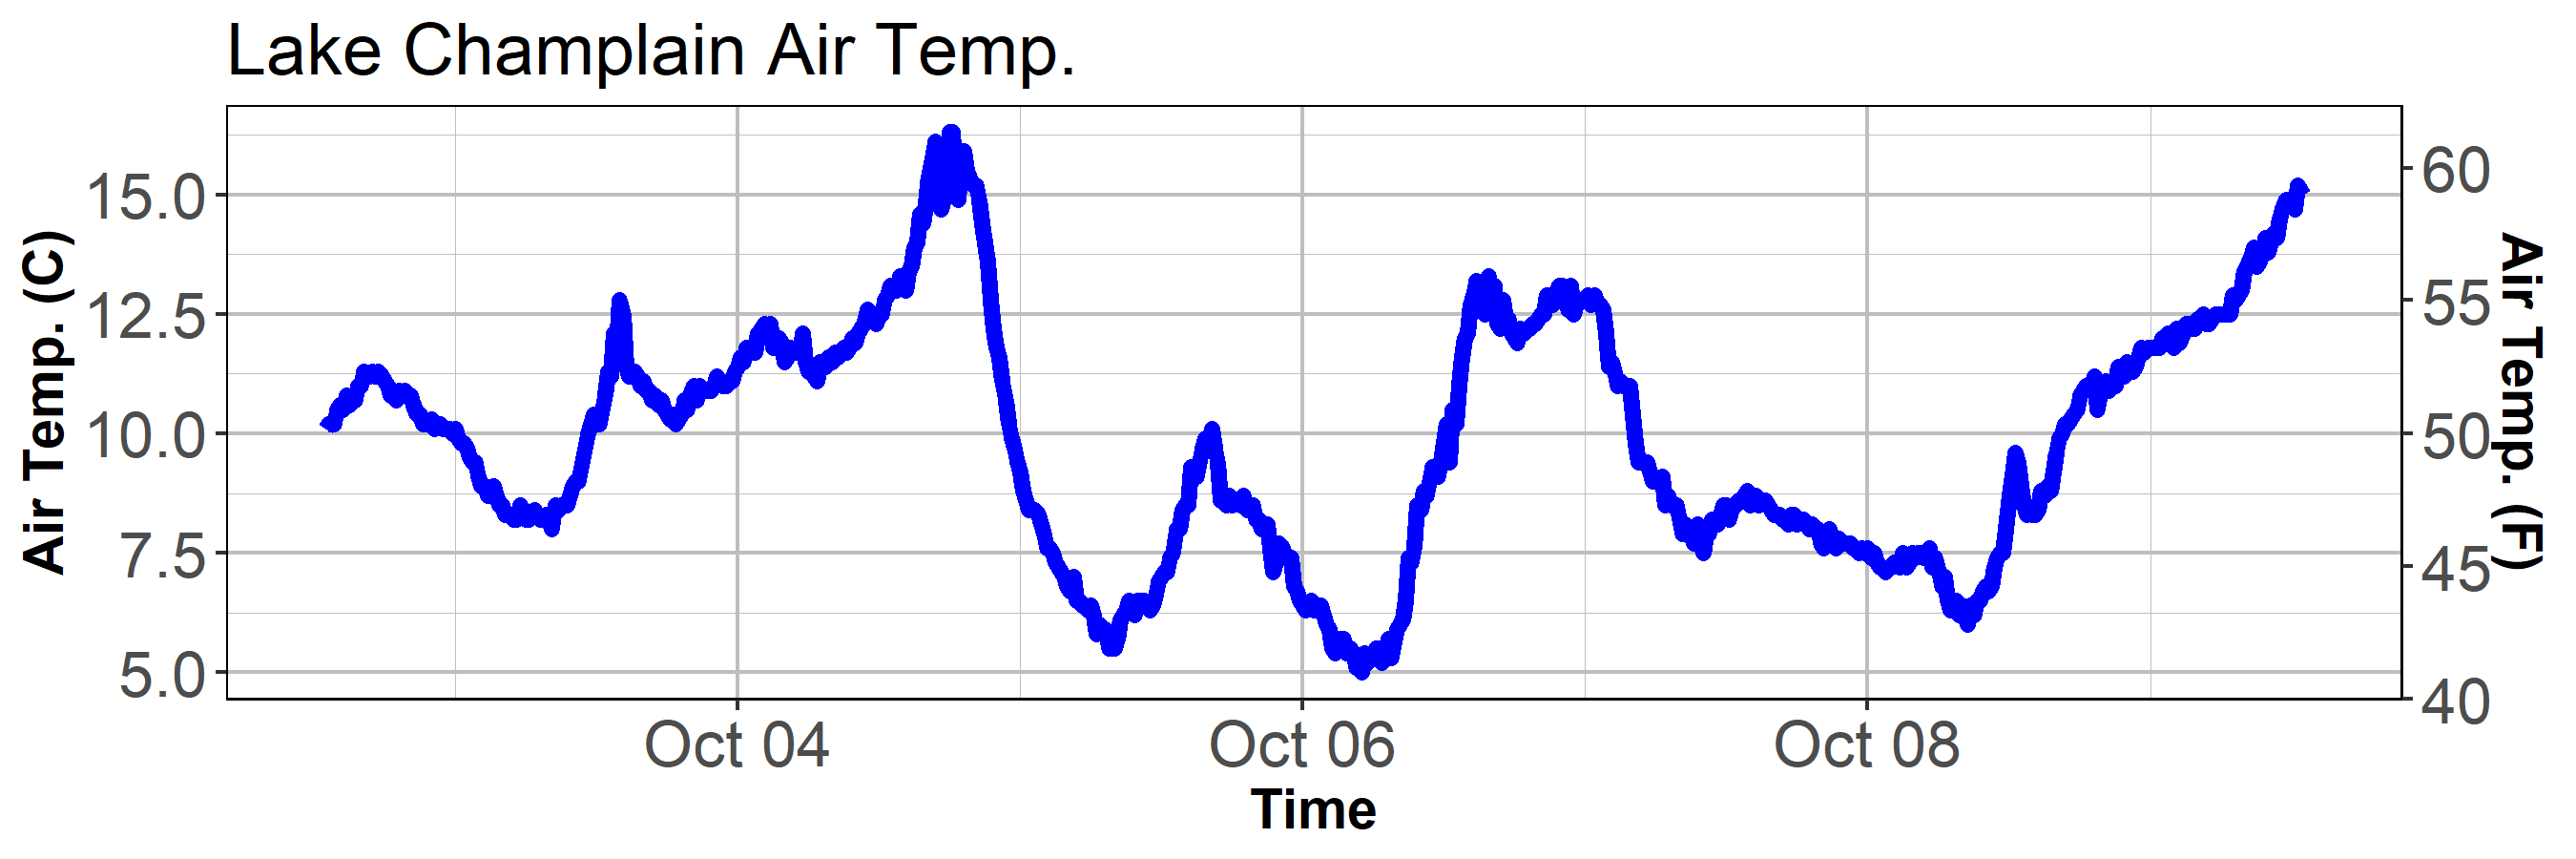 Lake Champlain Air Temp.
Air Temp. (C)
15.0
12.5
10.0
7.5
5.0
60
55
50
45
40
Air Temp. (F)
Oct 04
Oct 06
Oct 08
Time